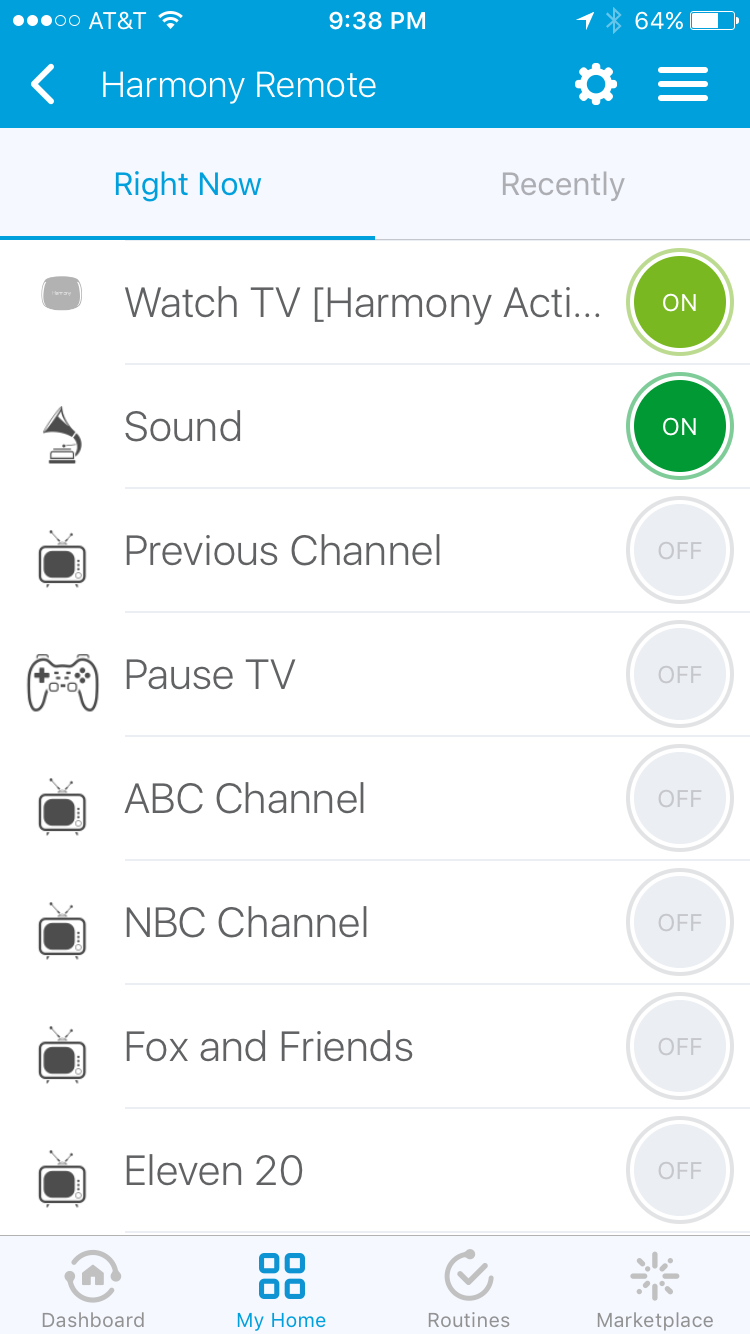 AT&T 9:38 PM 64%
Harmony Remote
Right Now Recently
Watch TV [Harmony Acti... ON
Sound ON
Previous Channel OFF
Pause TV OFF
ABC Channel OFF
NBC Channel OFF
Fox and Friends OFF
Eleven 20 OFF
Dashboard My Home Routines Marketplace